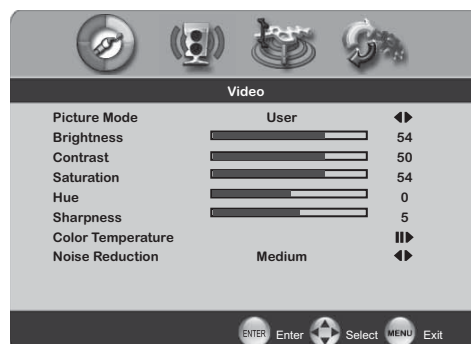 Video
Picture Mode User
Brightness 54
Contrast 50
Saturation 54
Hue 0
Sharpness 5
Color Temperature
Noise Reduction Medium
ENTER Enter Select MENU Exit